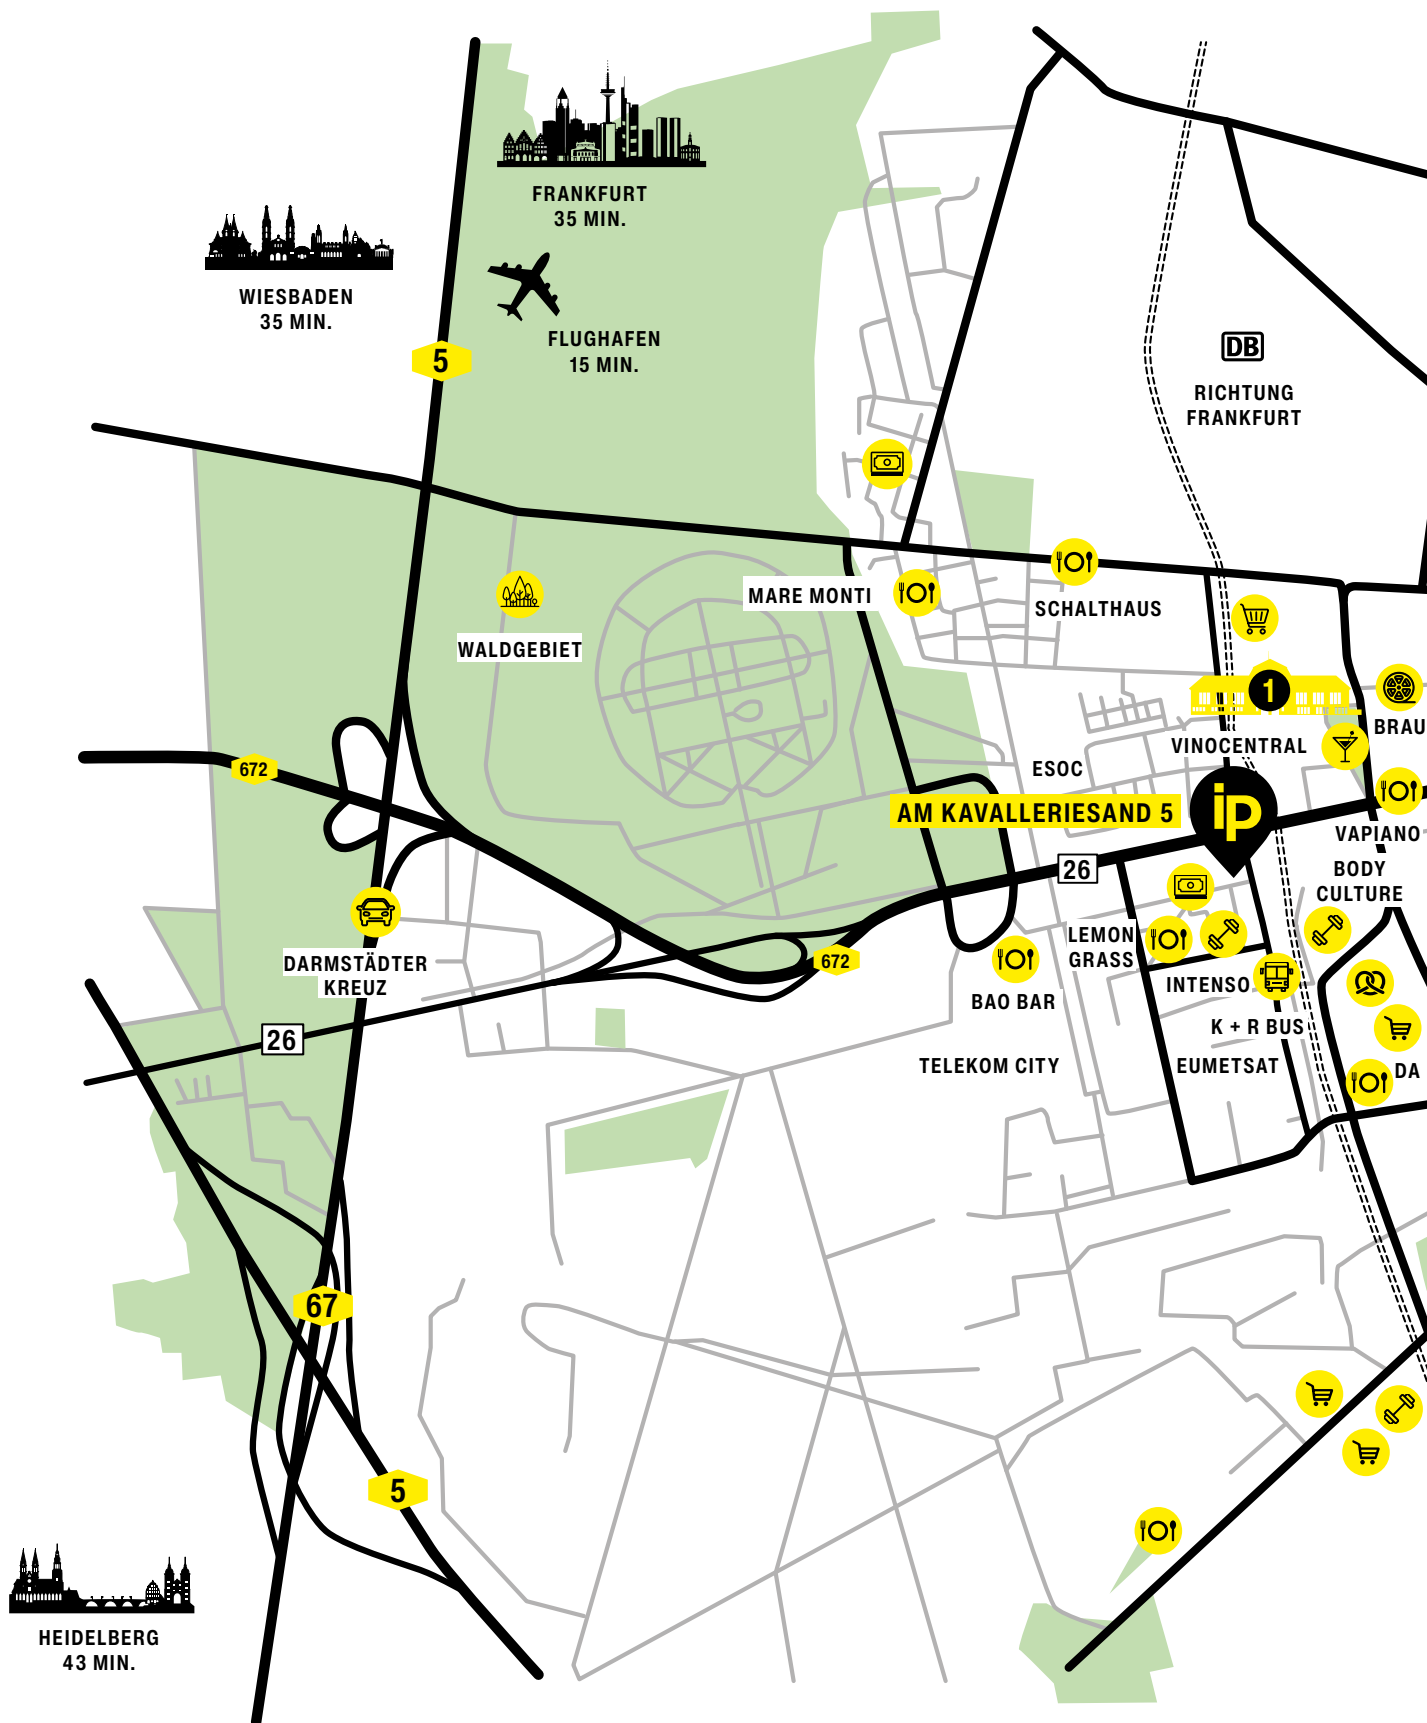 FRANKFURT
35 MIN.
WIESBADEN
35 MIN.
FLUGHAFEN
15 MIN.
5
DB
RICHTUNG
FRANKFURT
MARE MONTI
SCHALTHAUS
WALDGEBIET
1
BRAU
VINOCENTRAL
672
ESOC
AM KAVALLERIESAND 5
iP
VAPIANO
26
BODY
CULTURE
LEMON
GRASS
DARMSTÄDTER
KREUZ
672
INTENSO
BAO BAR
K + R BUS
26
TELEKOM CITY
EUMETSAT
DA
67
5
HEIDELBERG
43 MIN.